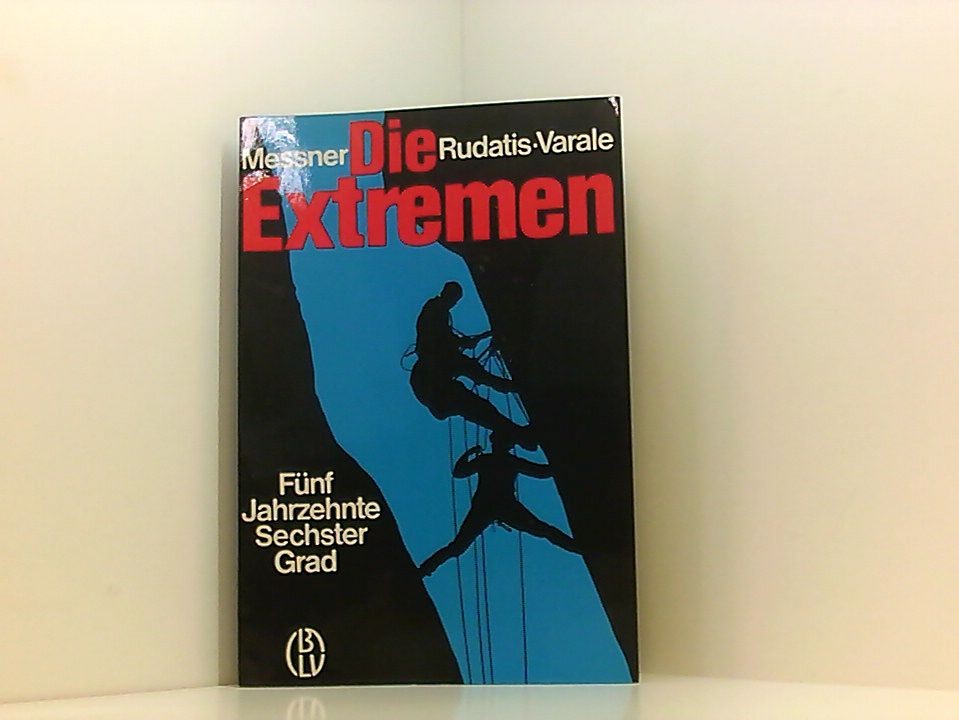 Messner Die Rudatis·Varale
Extremen
Fünf
Jahrzehnte
Sechster
Grad
BLV